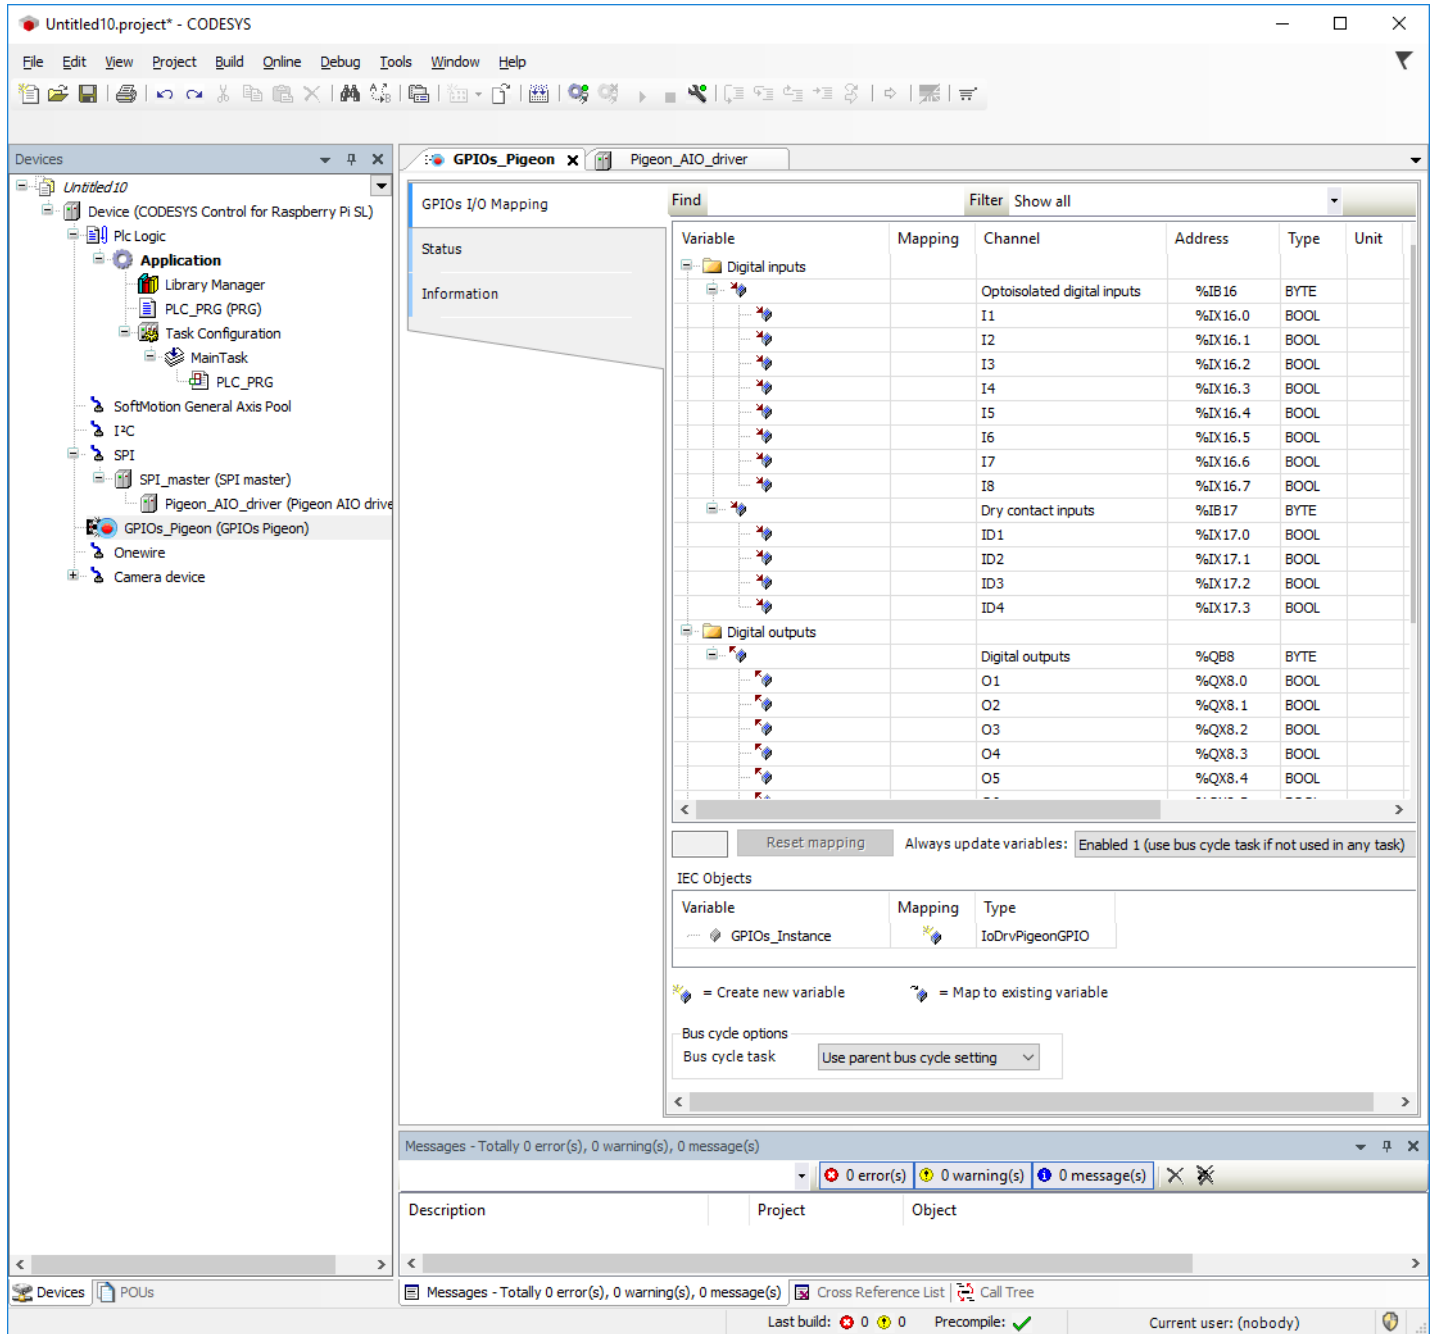 Untitled10.project* - CODESYS
File Edit View Project Build Online Debug Tools Window Help
Devices
Untitled10
Device (CODESYS Control for Raspberry Pi SL)
Plc Logic
Application
Library Manager
PLC_PRG (PRG)
Task Configuration
MainTask
PLC_PRG
SoftMotion General Axis Pool
I²C
SPI
SPI_master (SPI master)
Pigeon_AIO_driver (Pigeon AIO drive
GPIOs_Pigeon (GPIOs Pigeon)
Onewire
Camera device
Devices POUs
GPIOs_Pigeon Pigeon_AIO_driver
GPIOs I/O Mapping
Status
Information
Find Filter Show all
Variable Mapping Channel Address Type Unit
Digital inputs
Optoisolated digital inputs %IB16 BYTE
I1 %IX16.0 BOOL
I2 %IX16.1 BOOL
I3 %IX16.2 BOOL
I4 %IX16.3 BOOL
I5 %IX16.4 BOOL
I6 %IX16.5 BOOL
I7 %IX16.6 BOOL
I8 %IX16.7 BOOL
Dry contact inputs %IB17 BYTE
ID1 %IX17.0 BOOL
ID2 %IX17.1 BOOL
ID3 %IX17.2 BOOL
ID4 %IX17.3 BOOL
Digital outputs
Digital outputs %QB8 BYTE
O1 %QX8.0 BOOL
O2 %QX8.1 BOOL
O3 %QX8.2 BOOL
O4 %QX8.3 BOOL
O5 %QX8.4 BOOL
Reset mapping Always update variables: Enabled 1 (use bus cycle task if not used in any task)
IEC Objects
Variable Mapping Type
GPIOs_Instance IoDrvPigeonGPIO
= Create new variable = Map to existing variable
Bus cycle options
Bus cycle task Use parent bus cycle setting
Messages - Totally 0 error(s), 0 warning(s), 0 message(s)
0 error(s) 0 warning(s) 0 message(s)
Description Project Object
Messages - Totally 0 error(s), 0 warning(s), 0 message(s) Cross Reference List Call Tree
Last build: 0 0 Precompile: Current user: (nobody)